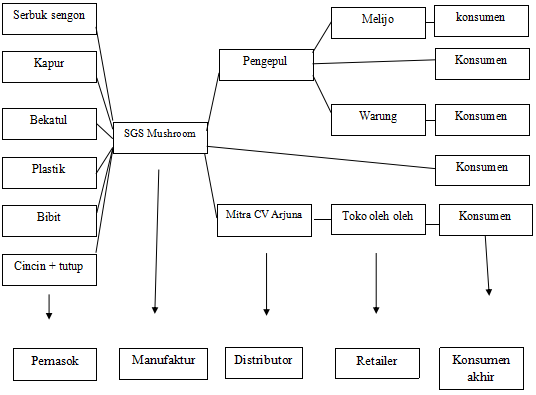 Serbuk sengon
Melijo
konsumen
Kapur
Pengepul
Konsumen
Bekatul
SGS Mushroom
Warung
Konsumen
Plastik
Konsumen
Bibit
Mitra CV Arjuna
Toko oleh oleh
Konsumen
Cincin + tutup
Pemasok
Manufaktur
Distributor
Retailer
Konsumen
akhir